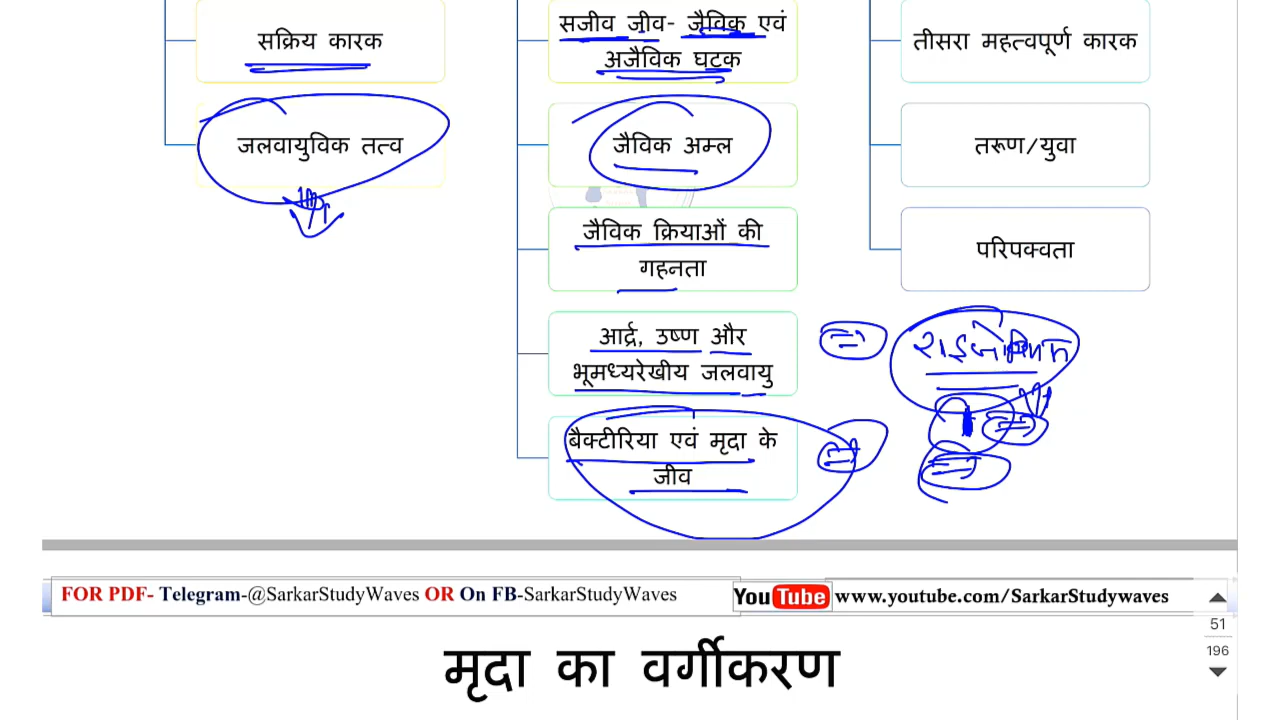 सक्रिय कारक
जलवायुविक तत्व
सजीव जीव- जैविक एवं
अजैविक घटक
जैविक अम्ल
जैविक क्रियाओं की
गहनता
आर्द्र, उष्ण और
भूमध्यरेखीय जलवायु
बैक्टीरिया एवं मृदा के
जीव
तीसरा महत्वपूर्ण कारक
तरूण/युवा
परिपक्वता
राइजोबियम
FOR PDF- Telegram-@SarkarStudyWaves OR On FB-SarkarStudyWaves
YouTube www.youtube.com/SarkarStudywaves
51
196
मृदा का वर्गीकरण